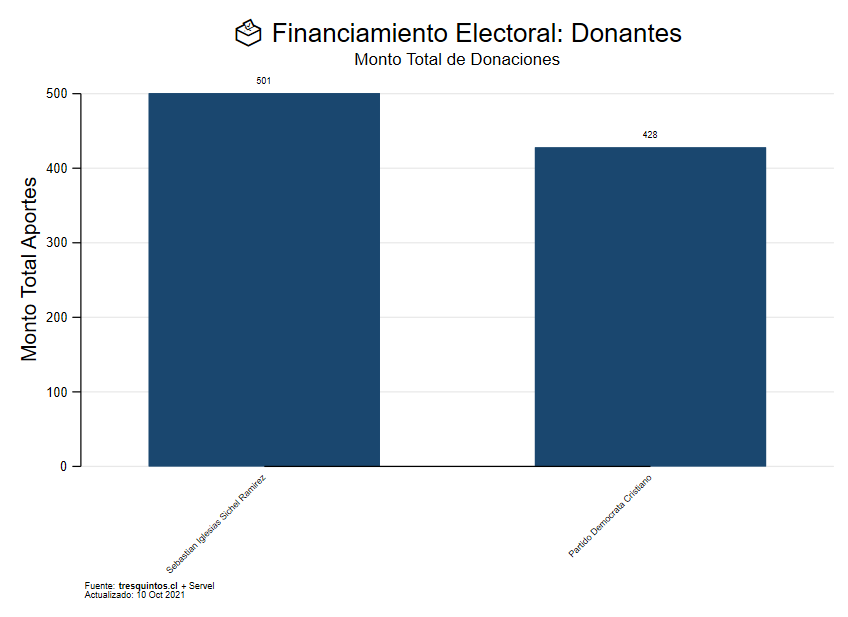 Financiamiento Electoral: Donantes
Monto Total de Donaciones
Monto Total Aportes
500
400
300
200
100
0
501
428
Sebastian Iglesias Sichel Ramirez
Partido Democrata Cristiano
Fuente: tresquintos.cl + Servel
Actualizado: 10 Oct 2021